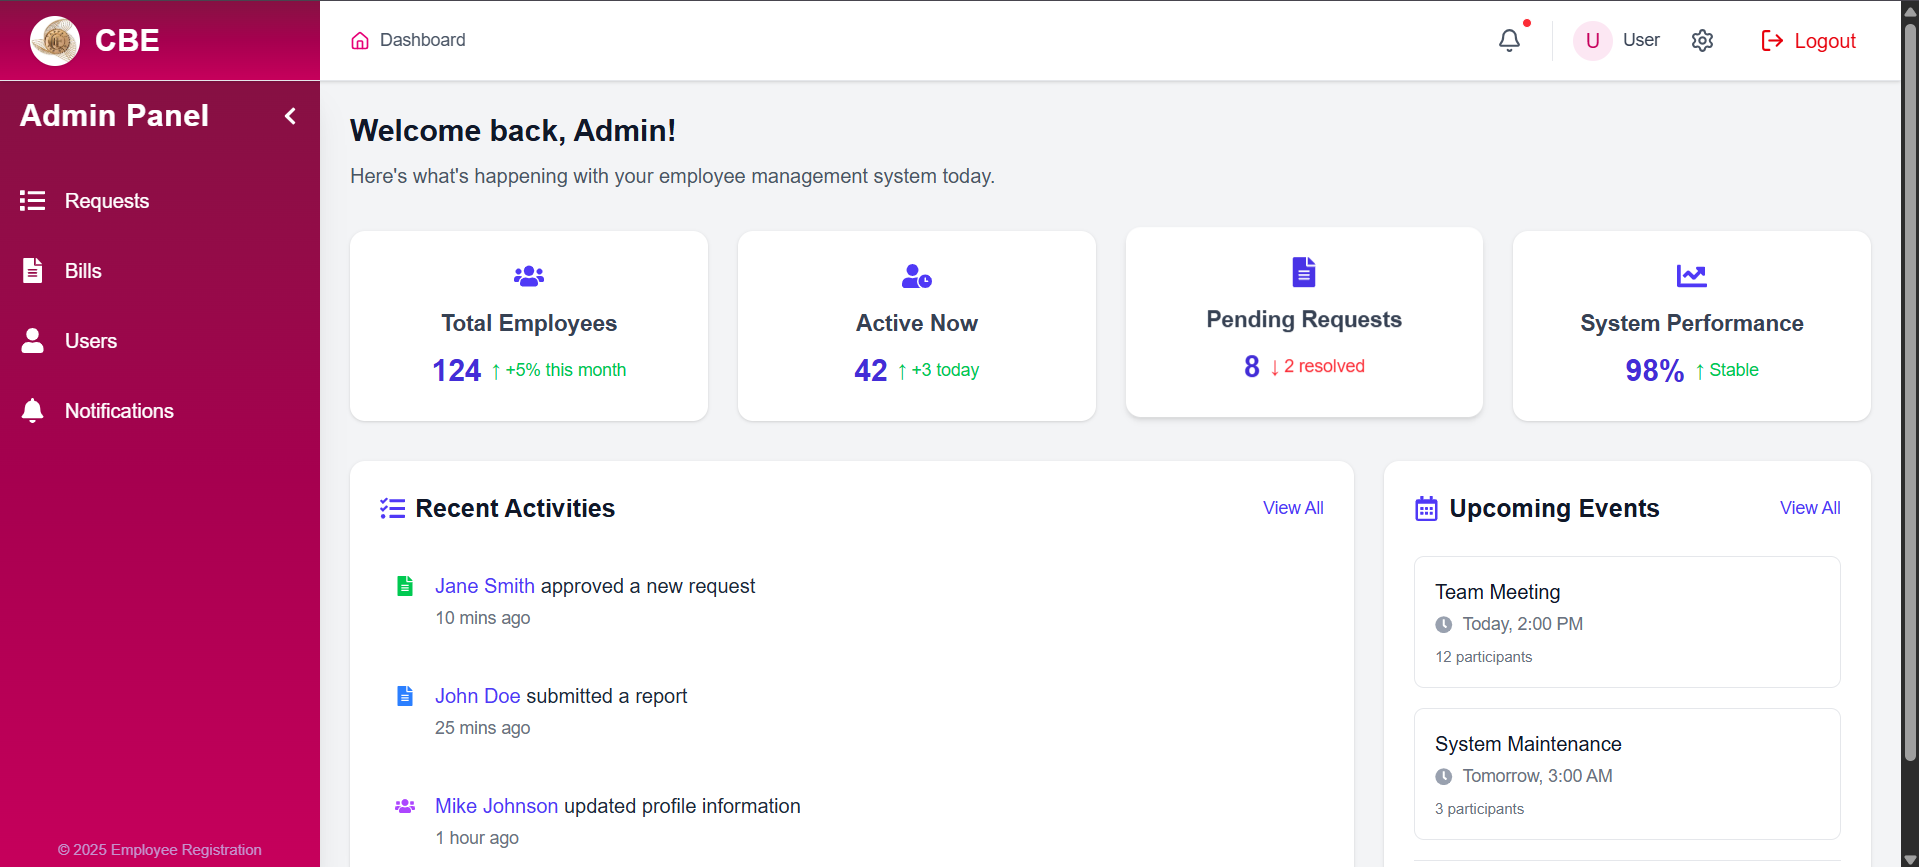 CBE
Dashboard
U User
Logout
Admin Panel
Requests
Bills
Users
Notifications
© 2025 Employee Registration
Welcome back, Admin!
Here's what's happening with your employee management system today.
Total Employees
124 ↑ +5% this month
Active Now
42 ↑ +3 today
Pending Requests
8 ↓ 2 resolved
System Performance
98% ↑ Stable
Recent Activities
View All
Jane Smith approved a new request
10 mins ago
John Doe submitted a report
25 mins ago
Mike Johnson updated profile information
1 hour ago
Upcoming Events
View All
Team Meeting
Today, 2:00 PM
12 participants
System Maintenance
Tomorrow, 3:00 AM
3 participants